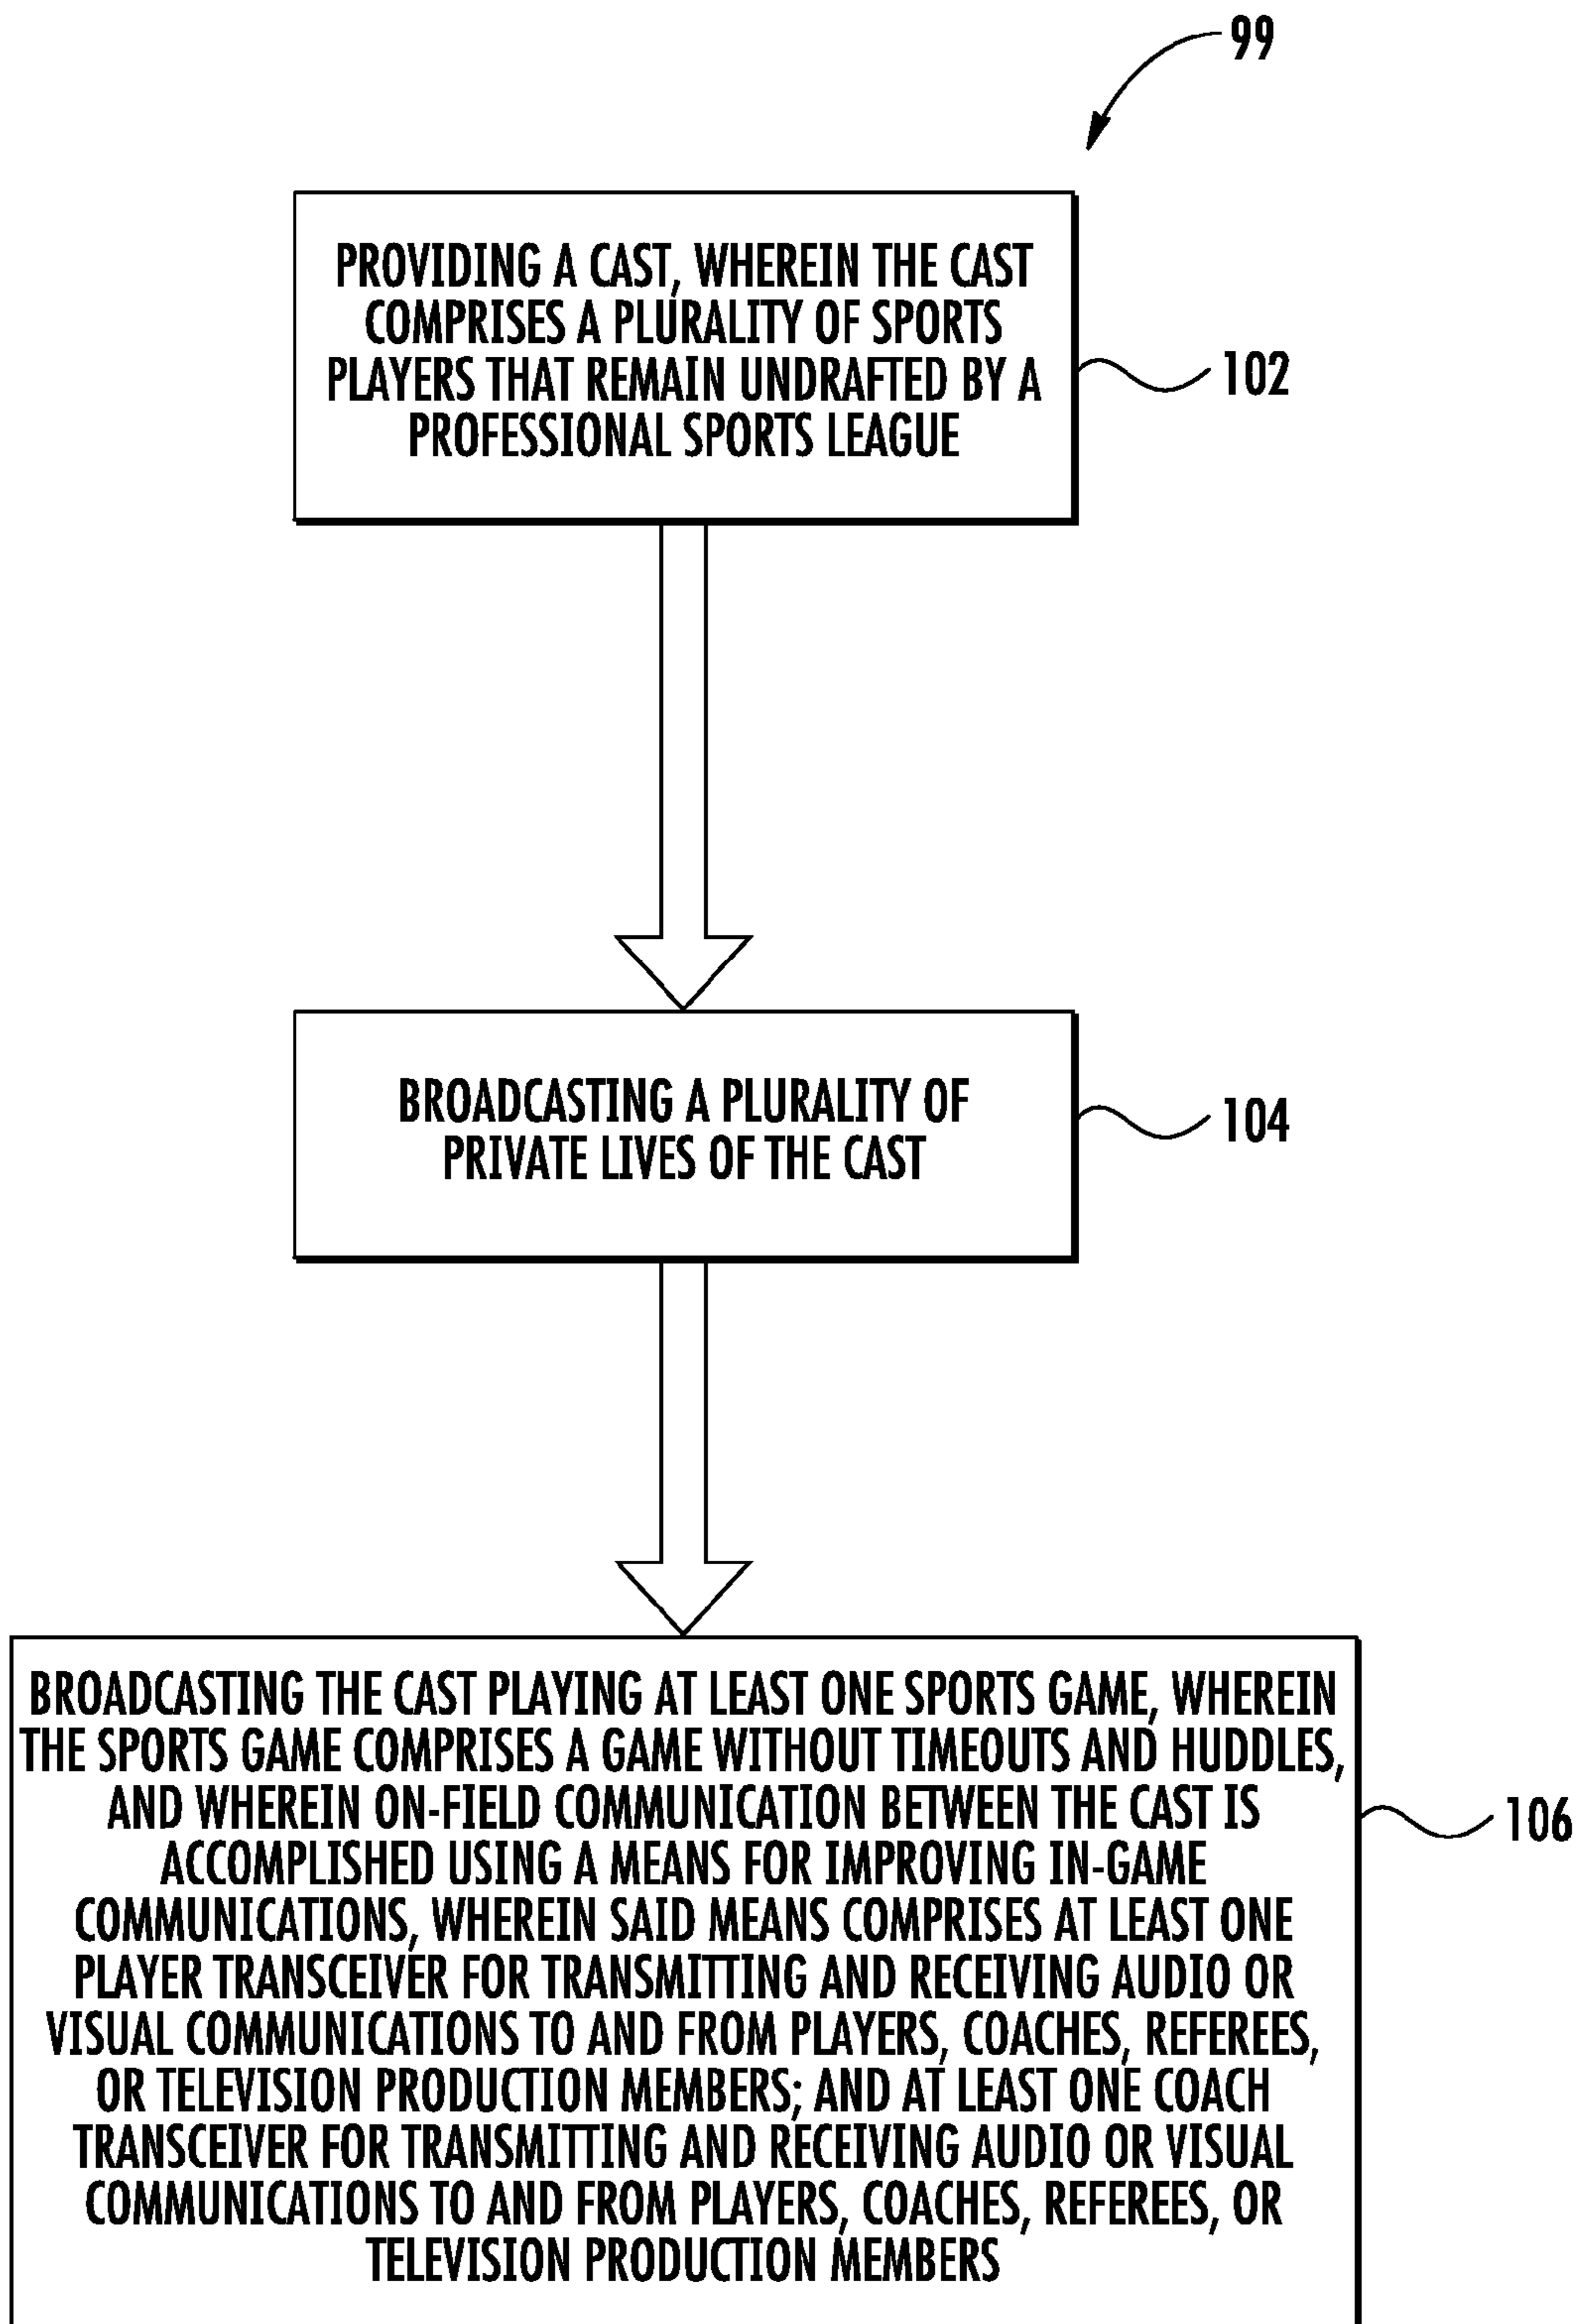 99
PROVIDING A CAST, WHEREIN THE CAST
COMPRISES A PLURALITY OF SPORTS
PLAYERS THAT REMAIN UNDRAFTED BY A
PROFESSIONAL SPORTS LEAGUE
102
BROADCASTING A PLURALITY OF
PRIVATE LIVES OF THE CAST
104
BROADCASTING THE CAST PLAYING AT LEAST ONE SPORTS GAME, WHEREIN
THE SPORTS GAME COMPRISES A GAME WITHOUT TIMEOUTS AND HUDDLES,
AND WHEREIN ON-FIELD COMMUNICATION BETWEEN THE CAST IS
ACCOMPLISHED USING A MEANS FOR IMPROVING IN-GAME
COMMUNICATIONS, WHEREIN SAID MEANS COMPRISES AT LEAST ONE
PLAYER TRANSCEIVER FOR TRANSMITTING AND RECEIVING AUDIO OR
VISUAL COMMUNICATIONS TO AND FROM PLAYERS, COACHES, REFEREES,
OR TELEVISION PRODUCTION MEMBERS; AND AT LEAST ONE COACH
TRANSCEIVER FOR TRANSMITTING AND RECEIVING AUDIO OR VISUAL
COMMUNICATIONS TO AND FROM PLAYERS, COACHES, REFEREES, OR
TELEVISION PRODUCTION MEMBERS
106